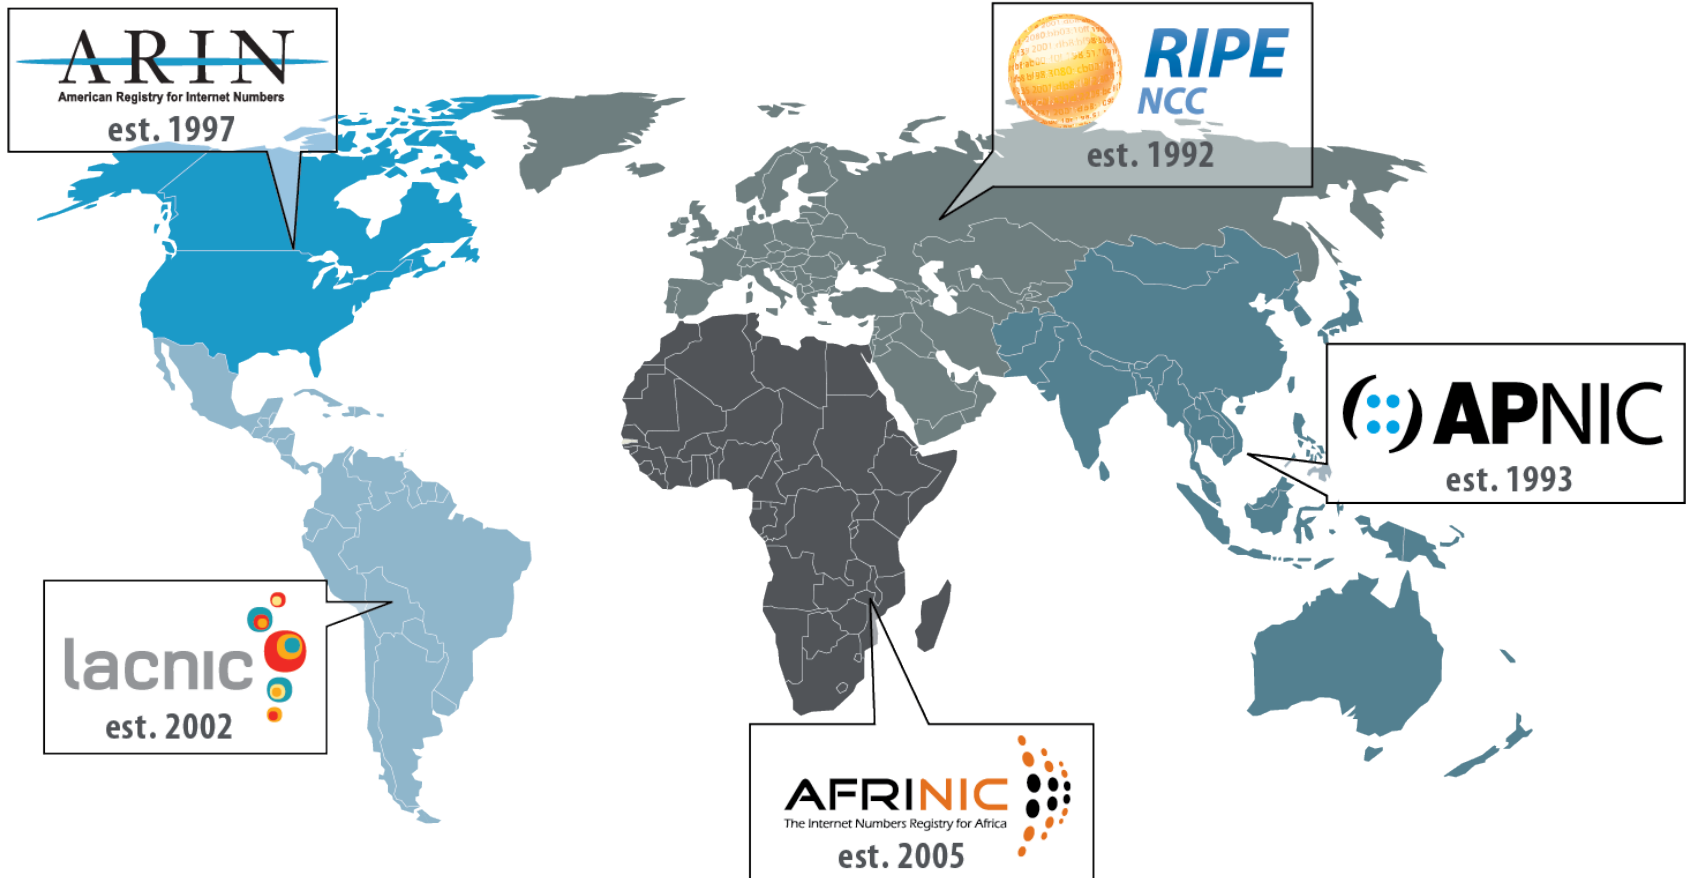 ARIN
American Registry for Internet Numbers
est. 1997
RIPE
NCC
est. 1992
APNIC
est. 1993
lacnic
est. 2002
AFRINIC
The Internet Numbers Registry for Africa
est. 2005